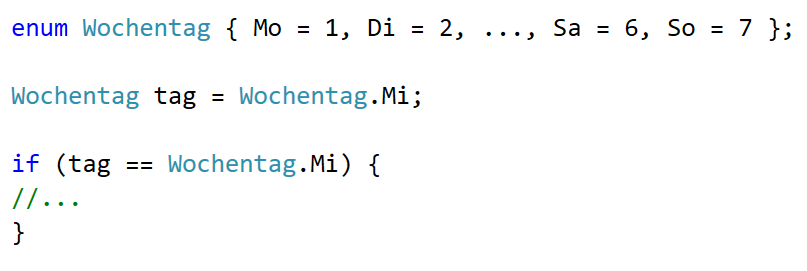 enum Wochentag { Mo = 1, Di = 2, ..., Sa = 6, So = 7 };
Wochentag tag = Wochentag.Mi;
if (tag == Wochentag.Mi) {
//...
}